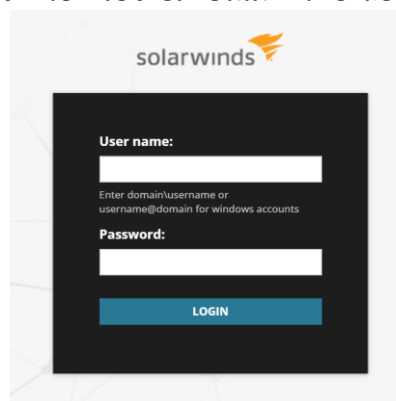 solarwinds
User name:
Enter domain\username or
username@domain for windows accounts
Password:
LOGIN